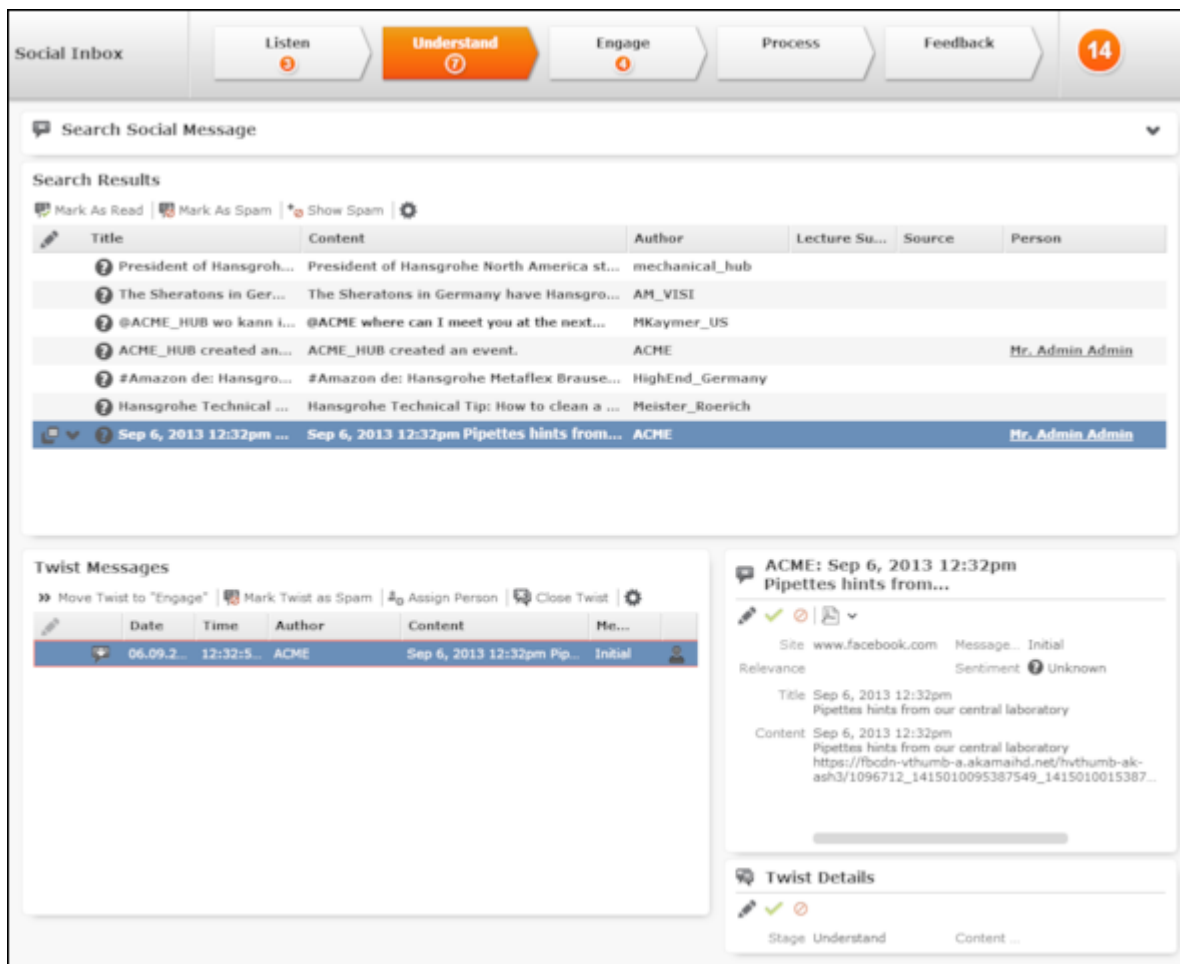 Social Inbox
Listen
3
Understand
7
Engage
4
Process
Feedback
14
Search Social Message
Search Results
Mark As Read | Mark As Spam | Show Spam
Title Content Author Lecture Su... Source Person
President of Hansgroh... President of Hansgrohe North America st... mechanical_hub
The Sheratons in Ger... The Sheratons in Germany have Hansgro... AM_VISI
@ACME_HUB wo kann i... @ACME where can I meet you at the next... MKaymer_US
ACME_HUB created an... ACME_HUB created an event. ACME Mr. Admin Admin
#Amazon de: Hansgro... #Amazon de: Hansgrohe Metaflex Brause... HighEnd_Germany
Hansgrohe Technical ... Hansgrohe Technical Tip: How to clean a ... Meister_Roerich
Sep 6, 2013 12:32pm ... Sep 6, 2013 12:32pm Pipettes hints from... ACME Mr. Admin Admin
Twist Messages
Move Twist to "Engage" | Mark Twist as Spam | Assign Person | Close Twist
Date Time Author Content Me...
06.09.2... 12:32:5... ACME Sep 6, 2013 12:32pm Pip... Initial
ACME: Sep 6, 2013 12:32pm
Pipettes hints from...
Site www.facebook.com Message... Initial
Relevance Sentiment Unknown
Title Sep 6, 2013 12:32pm
Pipettes hints from our central laboratory
Content Sep 6, 2013 12:32pm
Pipettes hints from our central laboratory
https://fbcdn-vthumb-a.akamaihd.net/hvthumb-ak-
ash3/1096712_1415010095387549_1415010015387...
Twist Details
Stage Understand Content ...